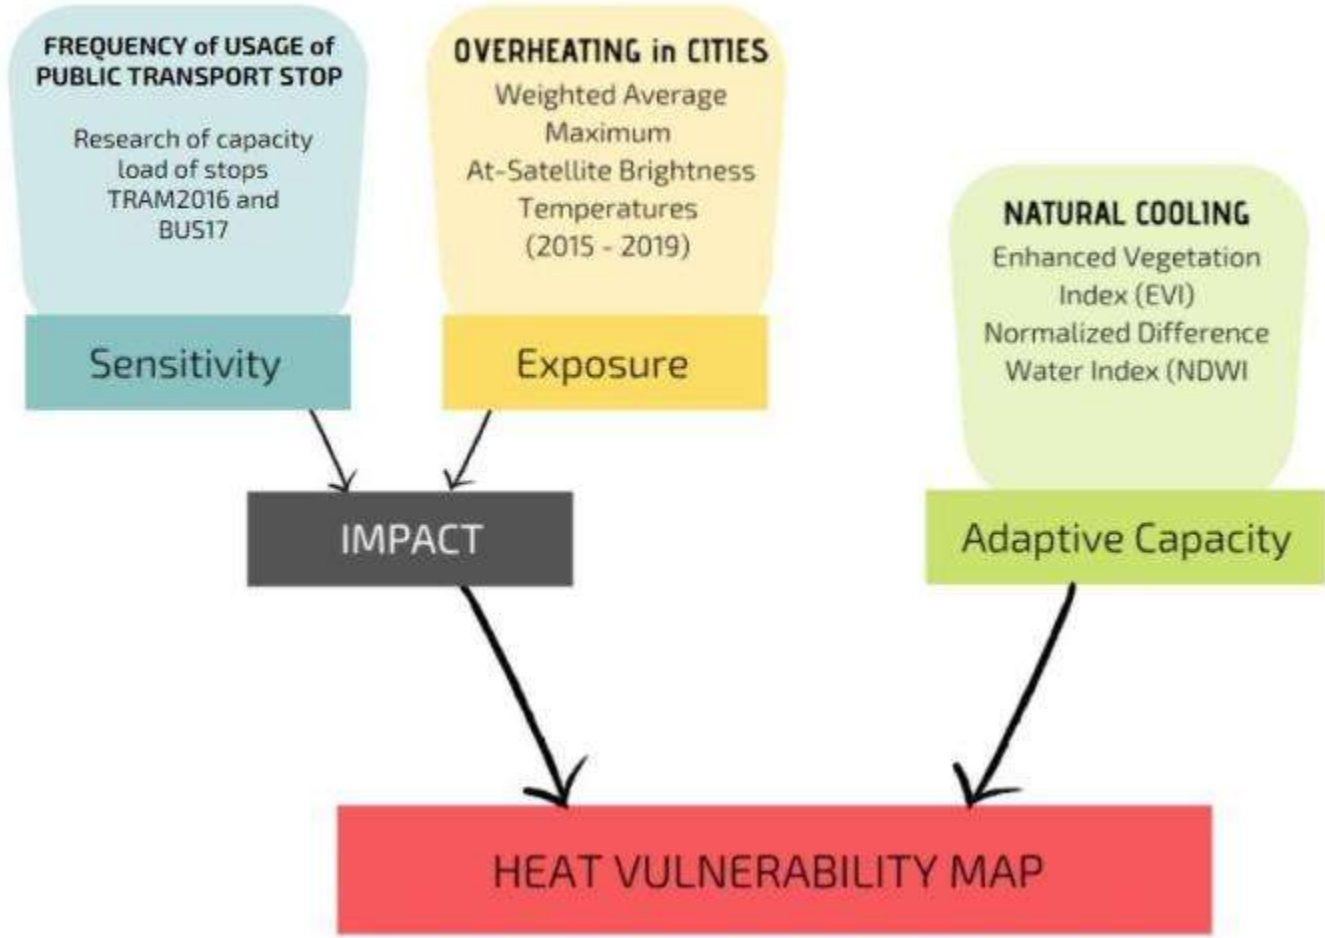 FREQUENCY of USAGE of
PUBLIC TRANSPORT STOP
Research of capacity
load of stops
TRAM2016 and
BUS17
Sensitivity
OVERHEATING in CITIES
Weighted Average
Maximum
At-Satellite Brightness
Temperatures
(2015 - 2019)
Exposure
IMPACT
NATURAL COOLING
Enhanced Vegetation
Index (EVI)
Normalized Difference
Water Index (NDWI
Adaptive Capacity
HEAT VULNERABILITY MAP